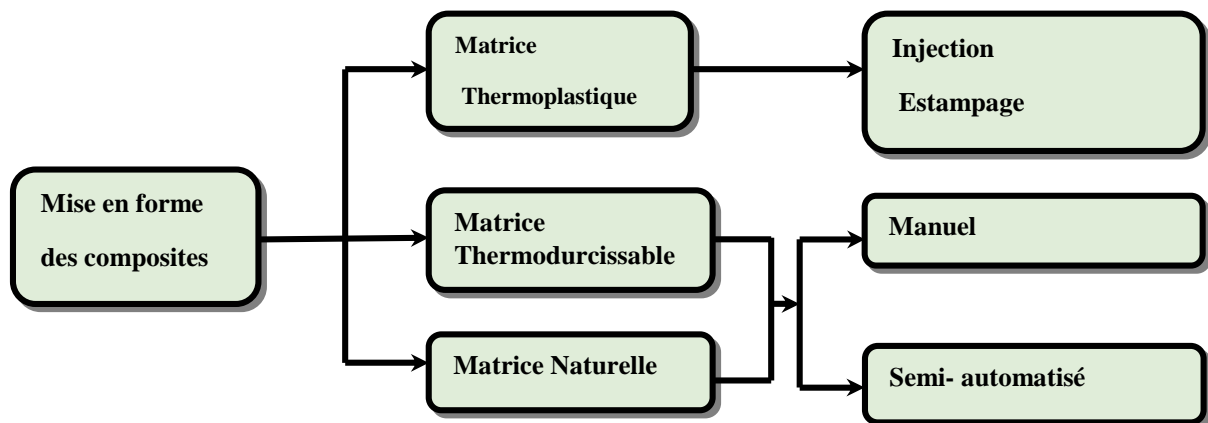 Mise en forme
des composites
Matrice
Thermoplastique
Matrice
Thermodurcissable
Matrice Naturelle
Injection
Estampage
Manuel
Semi- automatisé